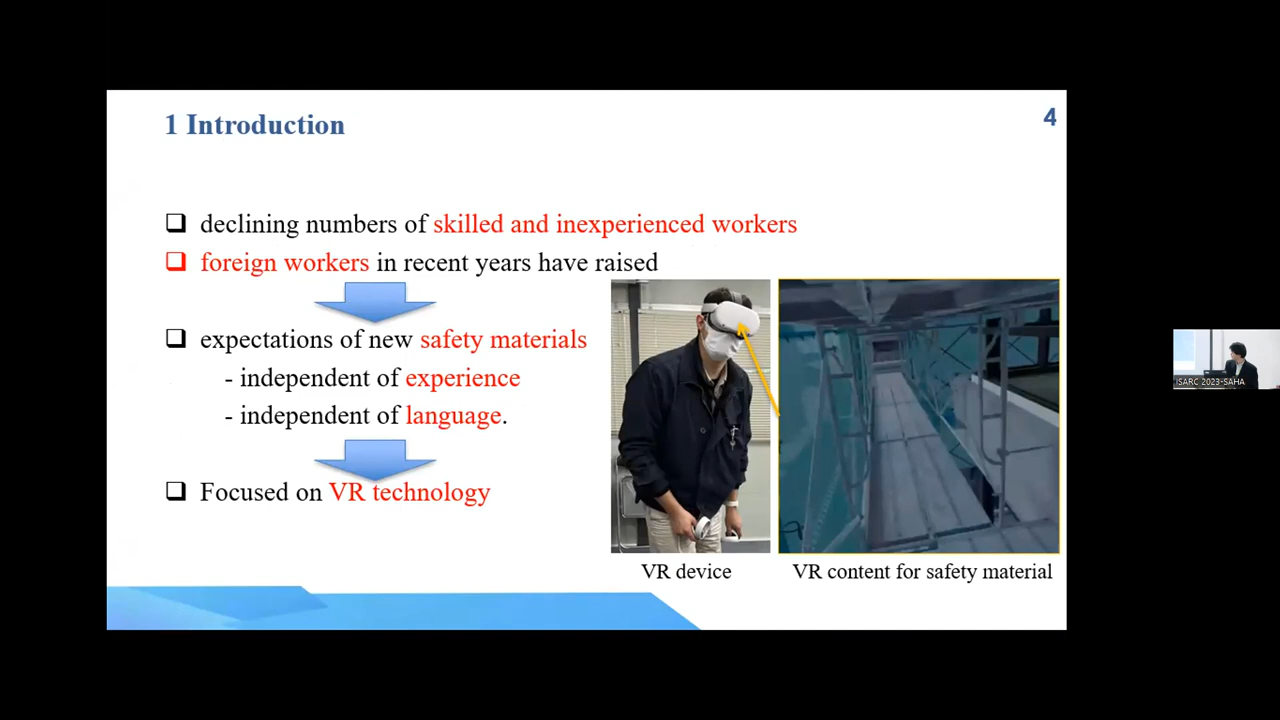 1 Introduction
4
declining numbers of skilled and inexperienced workers
foreign workers in recent years have raised
expectations of new safety materials
- independent of experience
- independent of language.
Focused on VR technology
VR device
VR content for safety material
ISARC 2023-SAHA